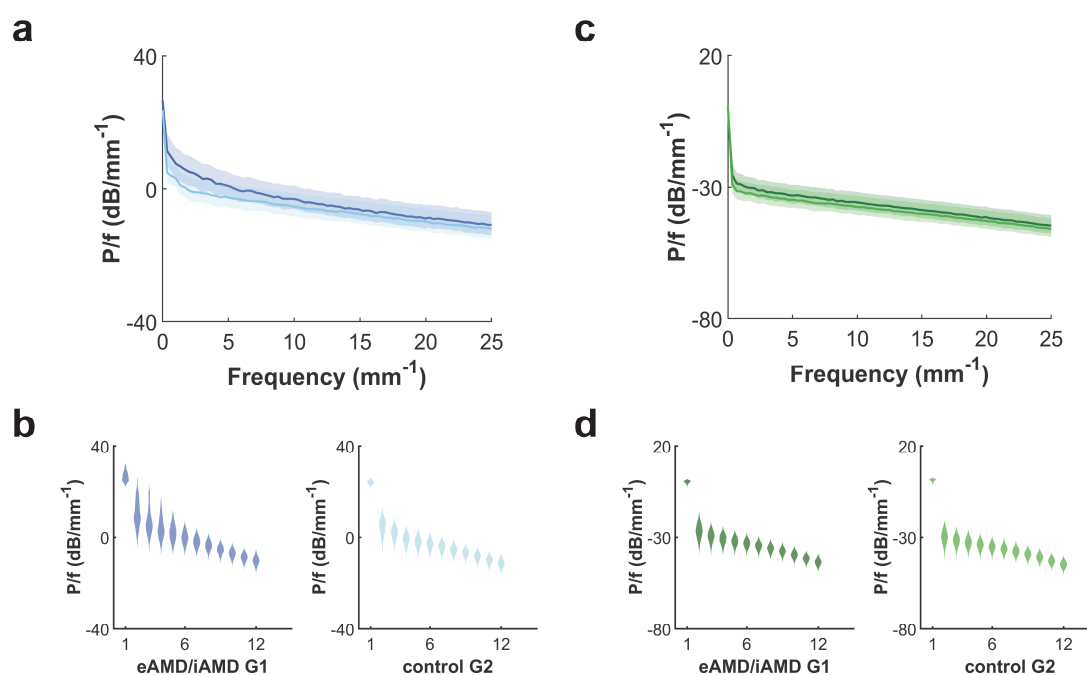 a
40
0
-40
P/f (dB/mm-1)
0 5 10 15 20 25
Frequency (mm-1)
c
20
-30
-80
P/f (dB/mm-1)
0 5 10 15 20 25
Frequency (mm-1)
b
40
0
-40
P/f (dB/mm-1)
1 6 12
eAMD/iAMD G1
40
0
-40
P/f (dB/mm-1)
1 6 12
control G2
d
20
-30
-80
P/f (dB/mm-1)
1 6 12
eAMD/iAMD G1
20
-30
-80
P/f (dB/mm-1)
1 6 12
control G2